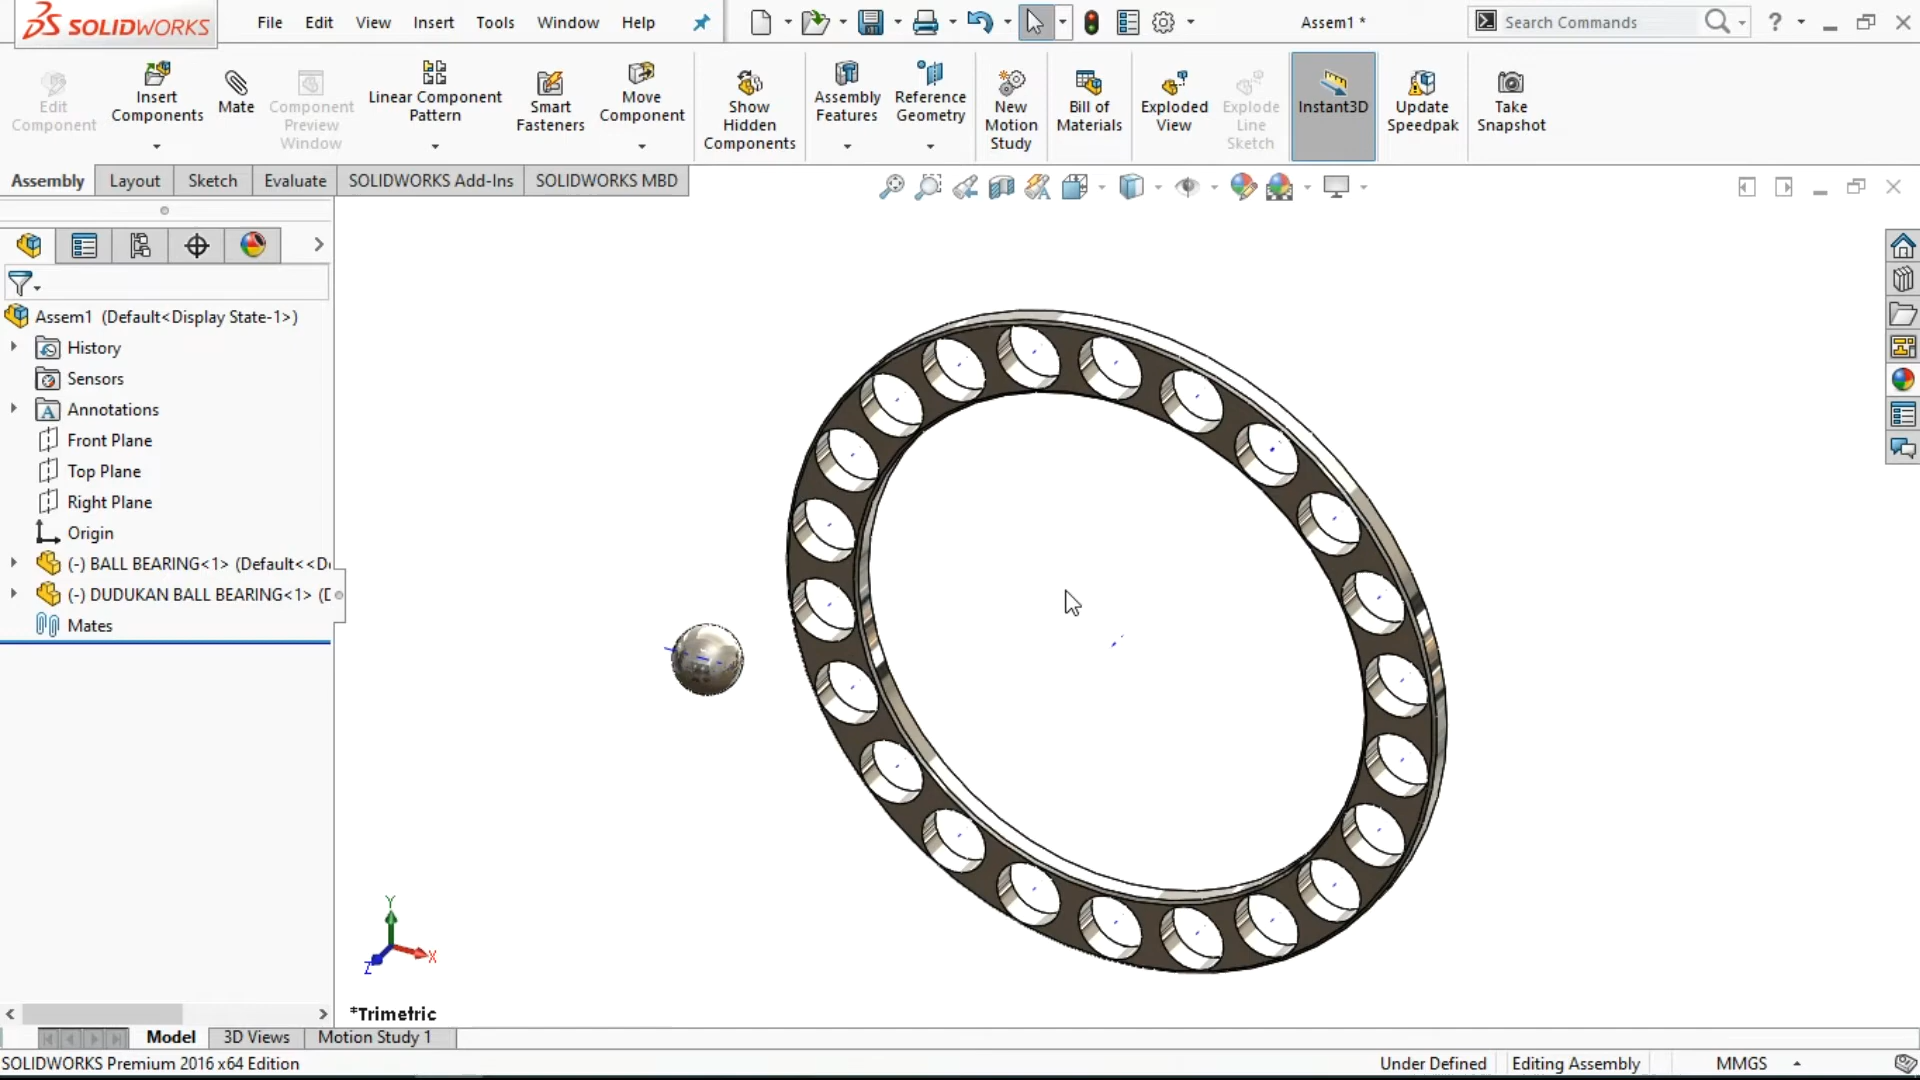 SOLIDWORKS
File Edit View Insert Tools Window Help
Assem1 *
Search Commands
Edit Component
Insert Components
Mate
Component Preview Window
Linear Component Pattern
Smart Fasteners
Move Component
Show Hidden Components
Assembly Features
Reference Geometry
New Motion Study
Bill of Materials
Exploded View
Explode Line Sketch
Instant3D
Update Speedpak
Take Snapshot
Assembly Layout Sketch Evaluate SOLIDWORKS Add-Ins SOLIDWORKS MBD
Assem1 (Default<Display State-1>)
History
Sensors
Annotations
Front Plane
Top Plane
Right Plane
Origin
(-) BALL BEARING<1> (Default<<D
(-) DUDUKAN BALL BEARING<1> (D
Mates
Y
X
Z
*Trimetric
Model 3D Views Motion Study 1
SOLIDWORKS Premium 2016 x64 Edition
Under Defined Editing Assembly MMGS